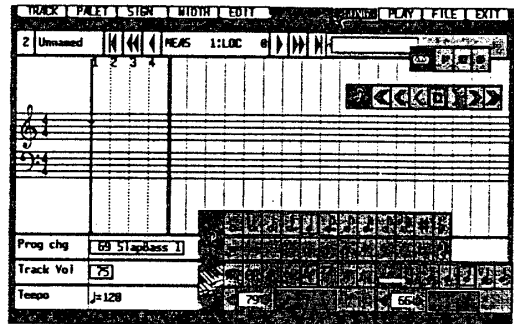 TRACK PALET SIGN WIDTH EDIT PLAY FILE EXIT
2 Unnamed MEAS 1:LOC 0
1 2 3 4
Prog chg 69 SlapBass 1
Track Vol 75
Tempo ♩=120
79
66